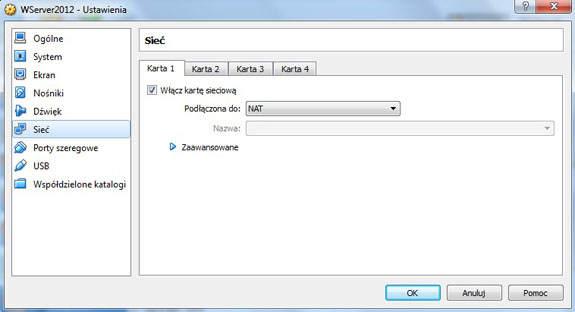 WServer2012 - Ustawienia
Ogólne
System
Ekran
Nośniki
Dźwięk
Sieć
Porty szeregowe
USB
Współdzielone katalogi
Sieć
Karta 1 Karta 2 Karta 3 Karta 4
Włącz kartę sieciową
Podłączona do: NAT
Nazwa:
Zaawansowane
OK Anuluj Pomoc